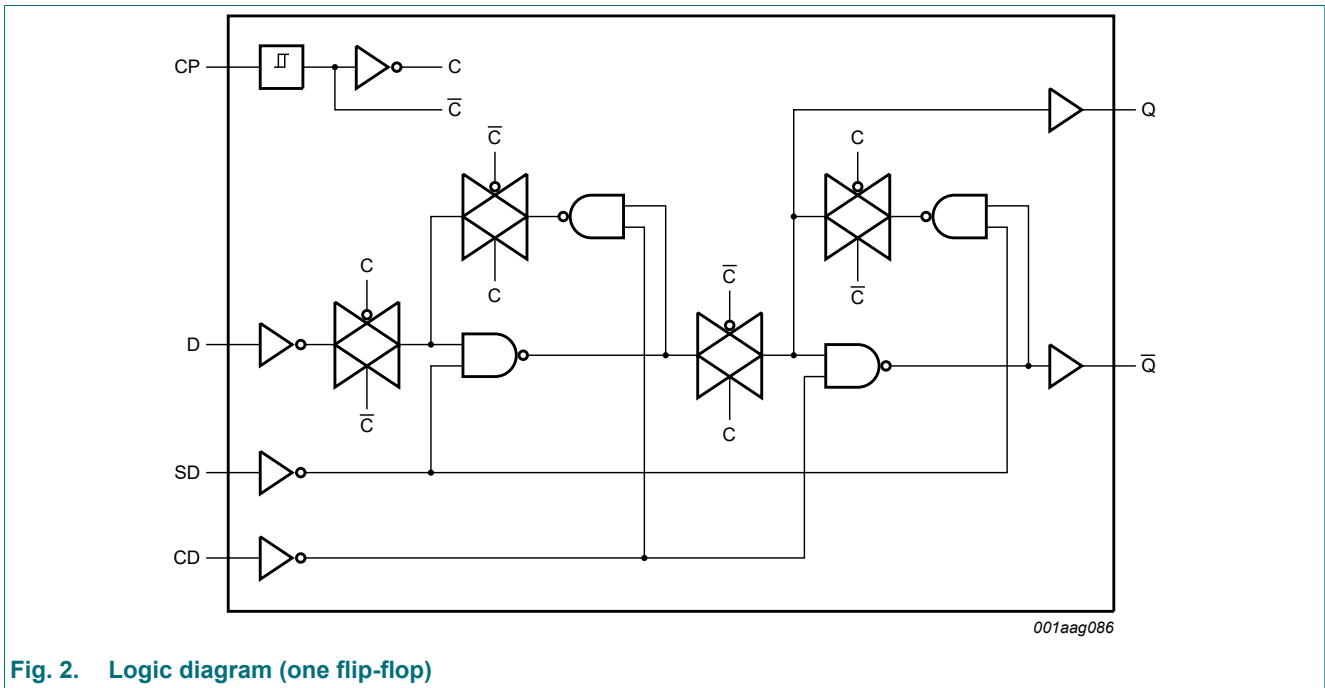 CP
C
C̅
C̅
C
Q
C
C̅
C
C̅
C
D
C̅
C
Q̅
SD
CD
001aag086
Fig. 2. Logic diagram (one flip-flop)